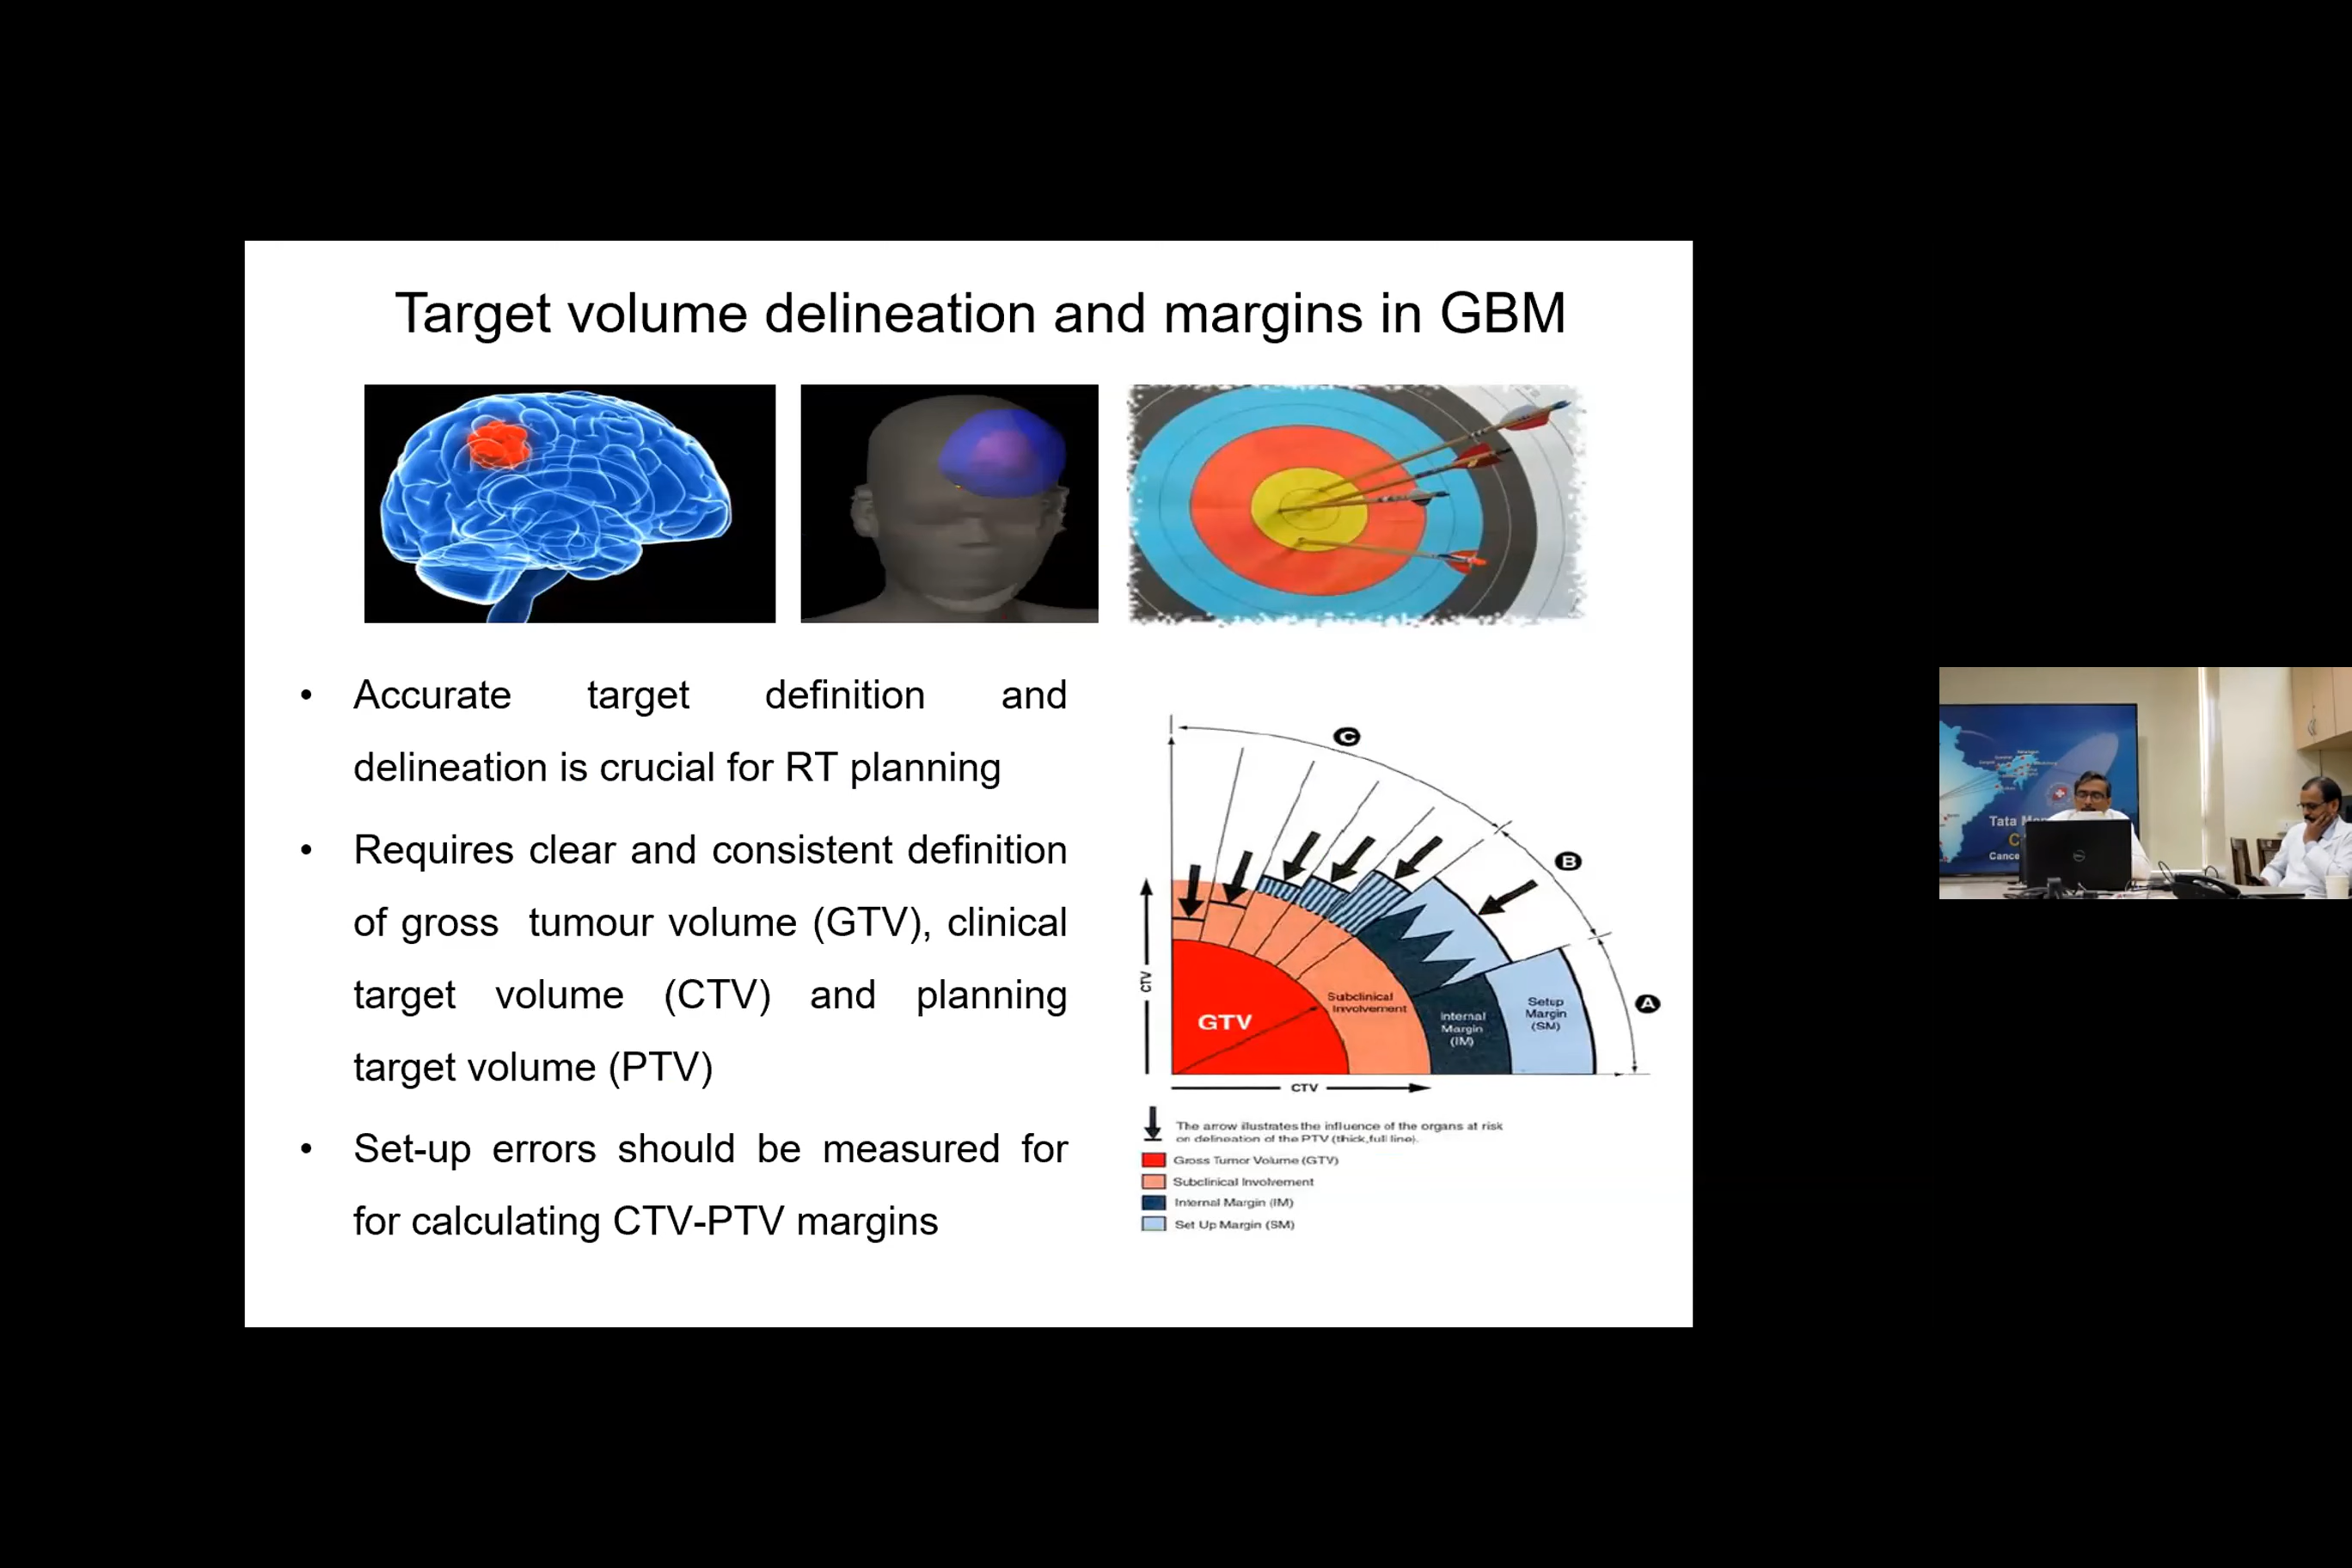 Target volume delineation and margins in GBM
• Accurate target definition and
delineation is crucial for RT planning
• Requires clear and consistent definition
of gross tumour volume (GTV), clinical
target volume (CTV) and planning
target volume (PTV)
• Set-up errors should be measured for
for calculating CTV-PTV margins
C
B
A
CTV
GTV
Subclinical
Involvement
Internal
Margin
(IM)
Setup
Margin
(SM)
CTV
The arrow illustrates the influence of the organs at risk
on delineation of the PTV (thick,full line).
Gross Tumor Volume (GTV)
Subclinical Involvement
Internal Margin (IM)
Set Up Margin (SM)
Tata
Cance